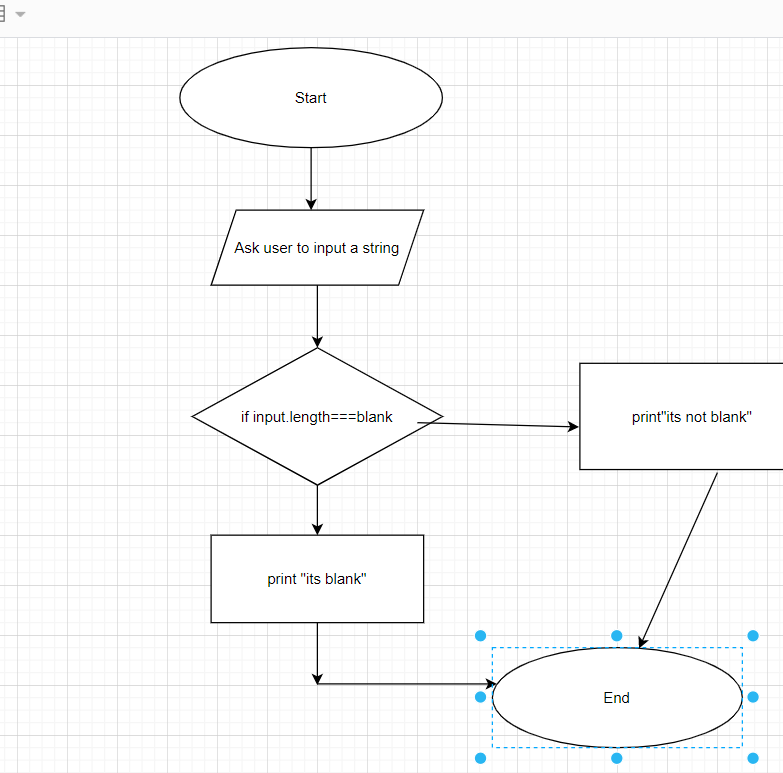 Start
Ask user to input a string
if input.length===blank
print"its not blank"
print "its blank"
End